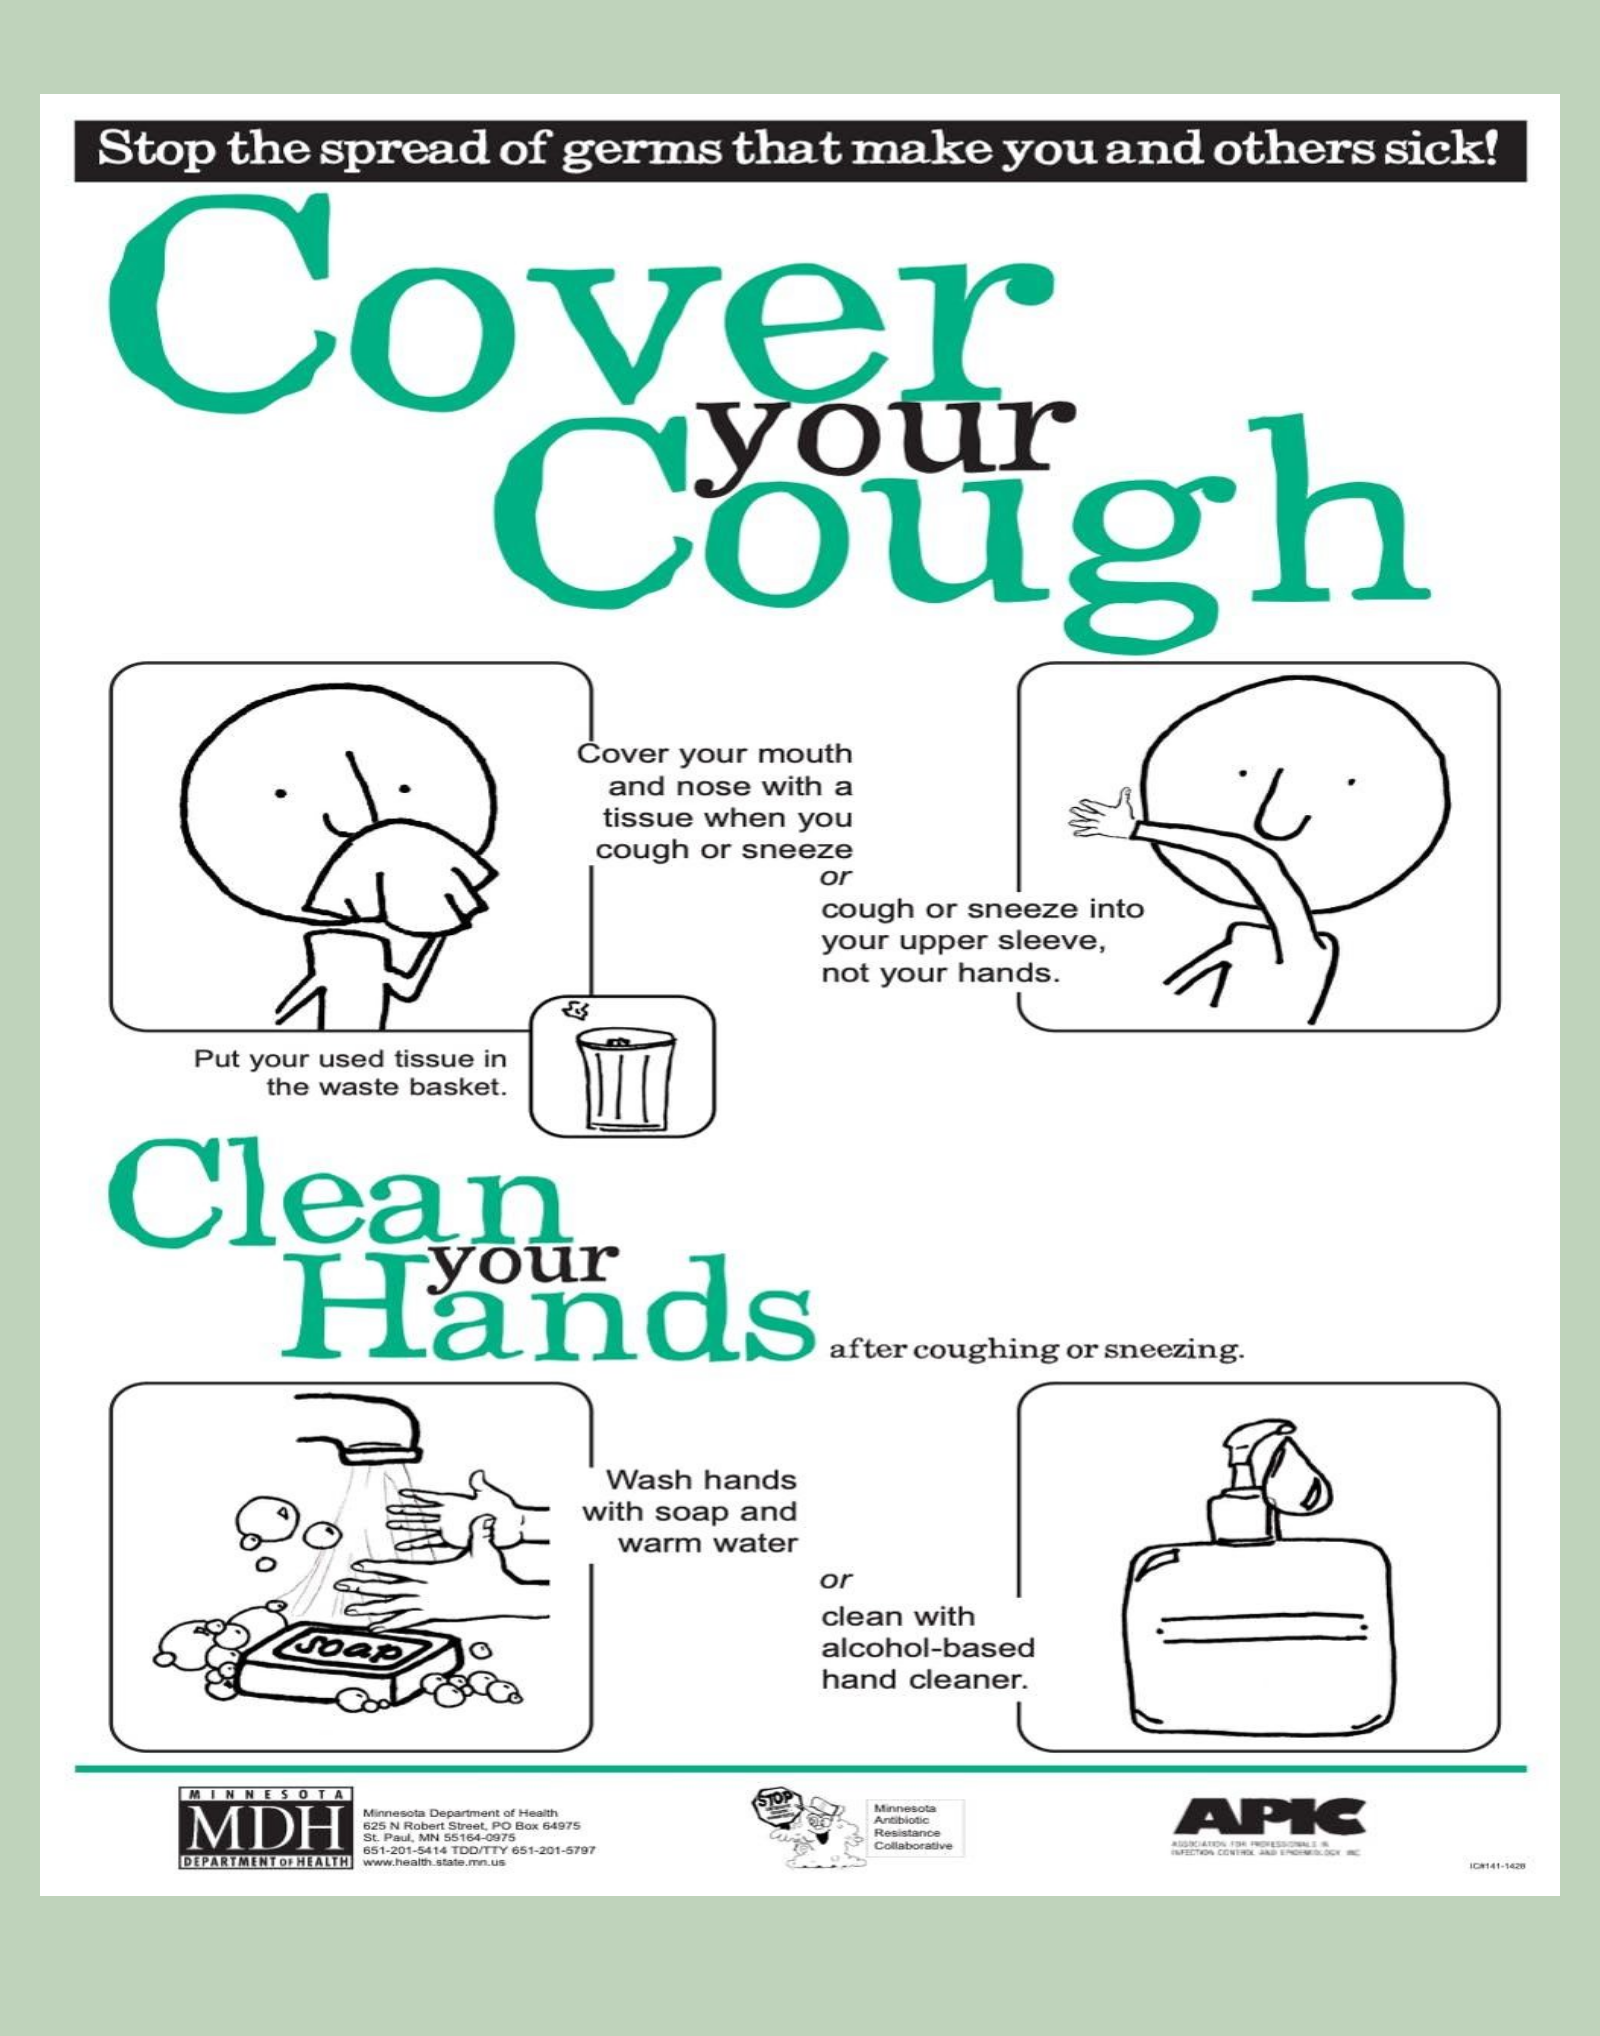 Stop the spread of germs that make you and others sick!
Cover
your
Cough
Cover your mouth
and nose with a
tissue when you
cough or sneeze
or
cough or sneeze into
your upper sleeve,
not your hands.
Put your used tissue in
the waste basket.
Clean
your
Hands
after coughing or sneezing.
Wash hands
with soap and
warm water
or
clean with
alcohol-based
hand cleaner.
soap
MINNESOTA
MDH
DEPARTMENT OF HEALTH
Minnesota Department of Health
625 N Robert Street, PO Box 64975
St. Paul, MN 55164-0975
651-201-5414 TDD/TTY 651-201-5797
www.health.state.mn.us
STOP
Minnesota
Antibiotic
Resistance
Collaborative
APIC
ASSOCIATION FOR PROFESSIONALS IN
INFECTION CONTROL AND EPIDEMIOLOGY INC
IC#141-1428